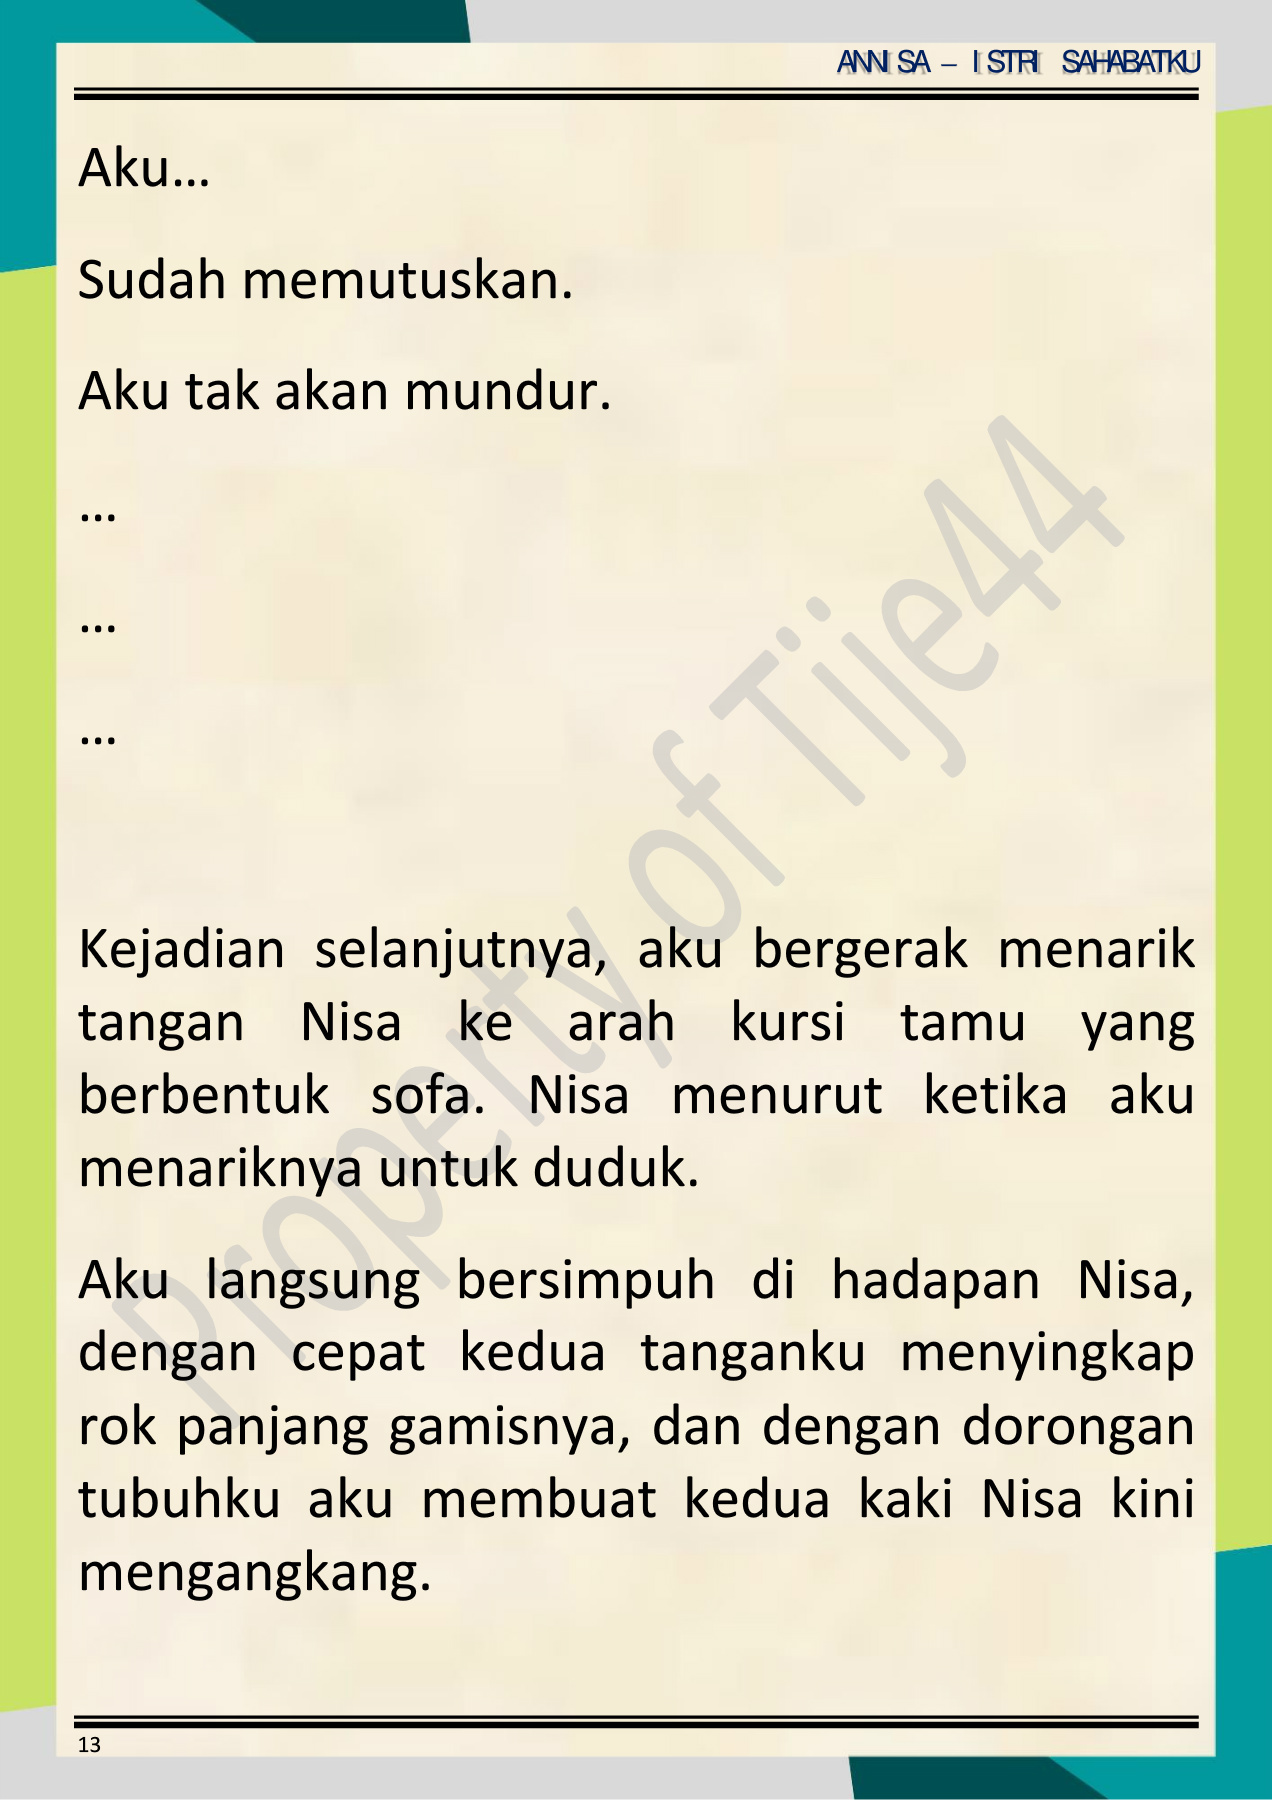 ANNISA – ISTRI SAHABATKU
Aku...
Sudah memutuskan.
Aku tak akan mundur.
...
...
...
Kejadian selanjutnya, aku bergerak menarik
tangan Nisa ke arah kursi tamu yang
berbentuk sofa. Nisa menurut ketika aku
menariknya untuk duduk.
Aku langsung bersimpuh di hadapan Nisa,
dengan cepat kedua tanganku menyingkap
rok panjang gamisnya, dan dengan dorongan
tubuhku aku membuat kedua kaki Nisa kini
mengangkang.
Property of Tije44
13